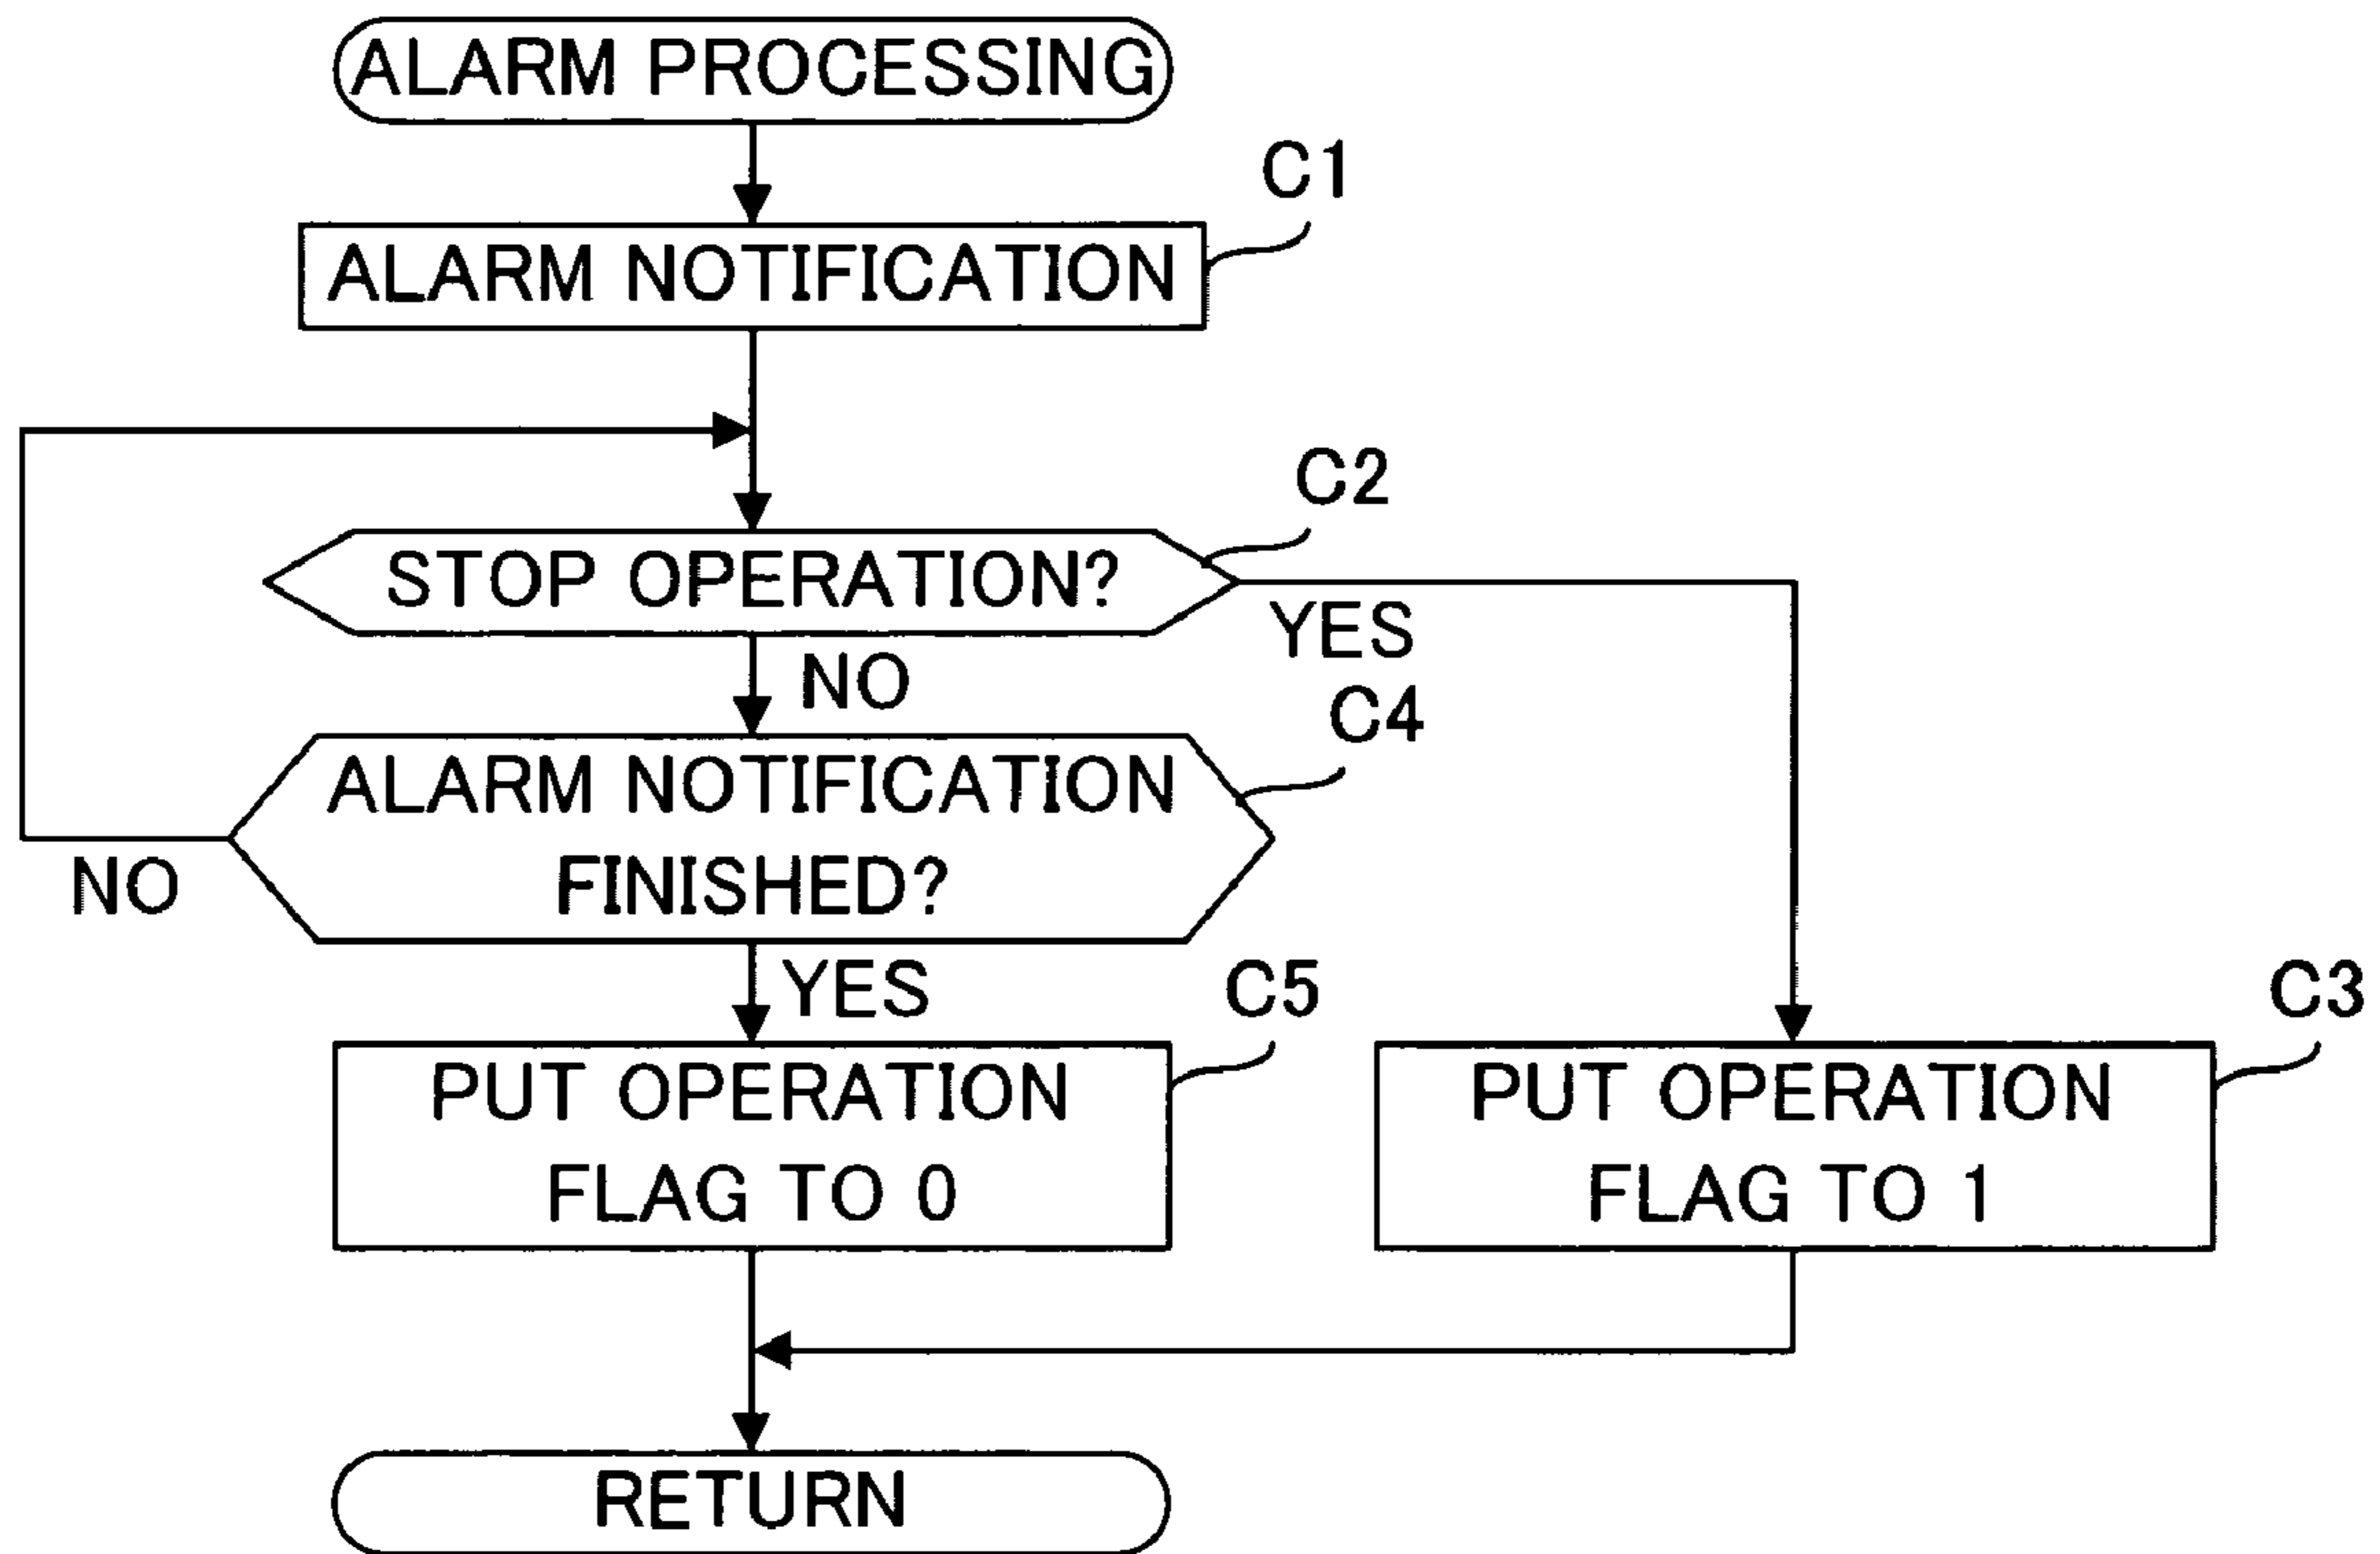 ALARM PROCESSING
C1
ALARM NOTIFICATION
C2
STOP OPERATION?
YES
NO
C4
ALARM NOTIFICATION
FINISHED?
NO
YES
C5
C3
PUT OPERATION
FLAG TO 0
PUT OPERATION
FLAG TO 1
RETURN